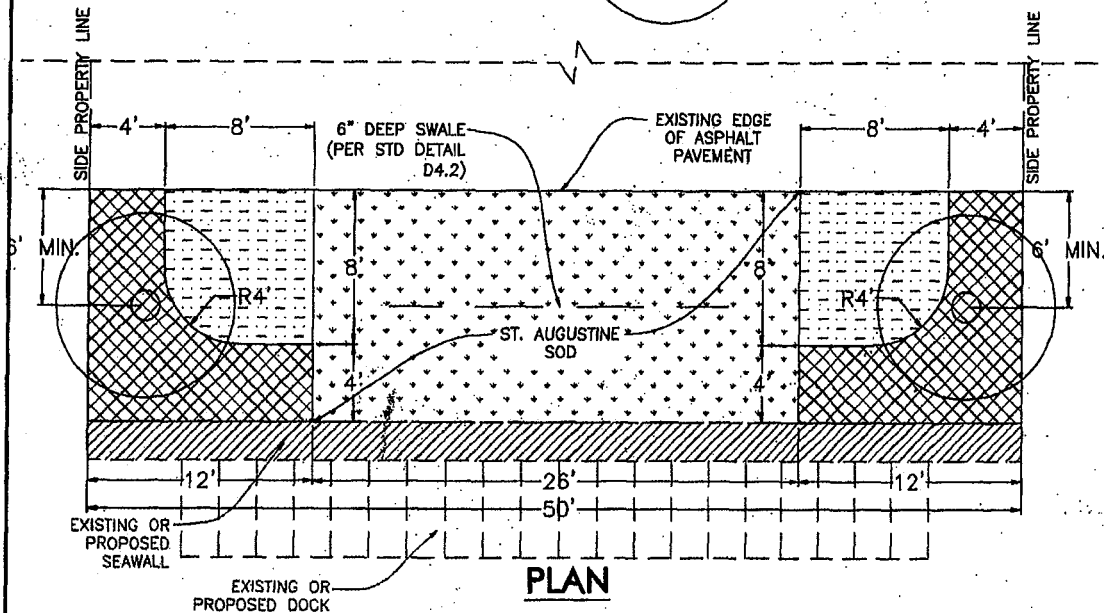 SIDE PROPERTY LINE
SIDE PROPERTY LINE
4'
8'
6" DEEP SWALE
(PER STD DETAIL
D4.2)
EXISTING EDGE
OF ASPHALT
PAVEMENT
8'
4'
6' MIN.
6' MIN.
8'
8'
R4'
R4'
ST. AUGUSTINE
SOD
4'
4'
12'
26'
12'
50'
EXISTING OR
PROPOSED
SEAWALL
EXISTING OR
PROPOSED DOCK
PLAN